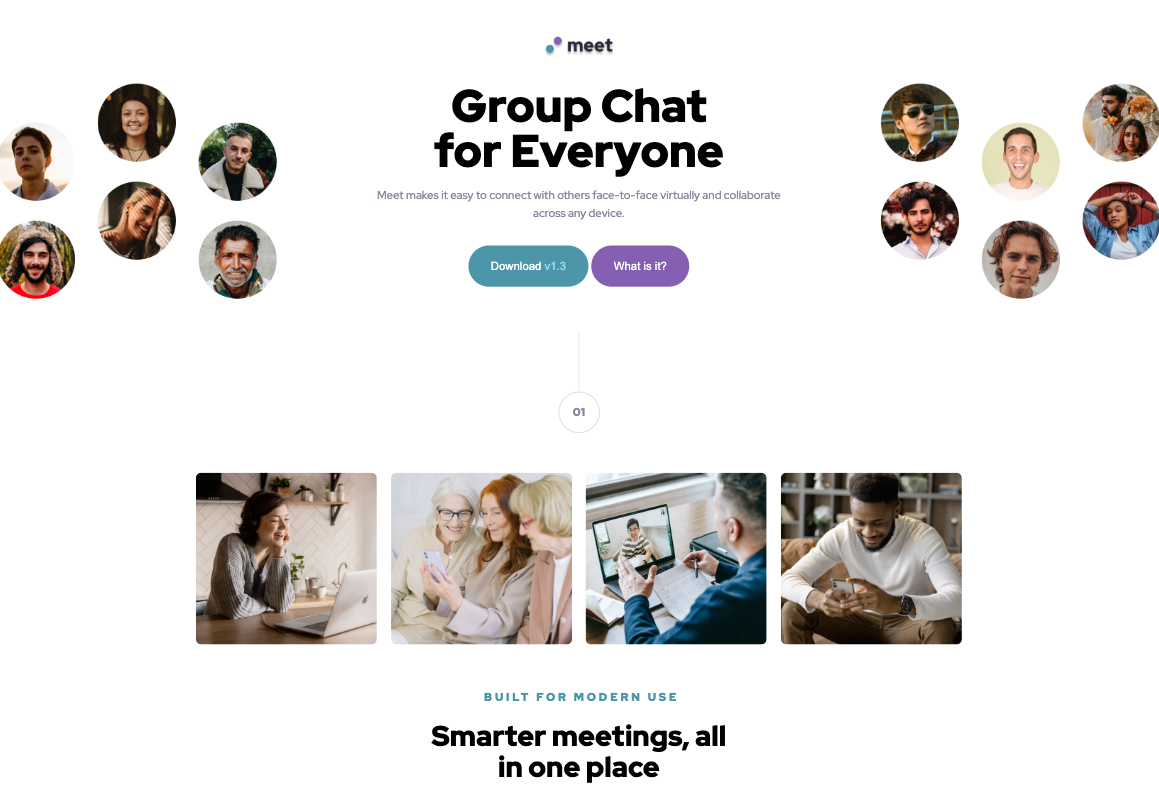 meet
Group Chat
for Everyone
Meet makes it easy to connect with others face-to-face virtually and collaborate
across any device.
Download v1.3
What is it?
01
BUILT FOR MODERN USE
Smarter meetings, all
in one place